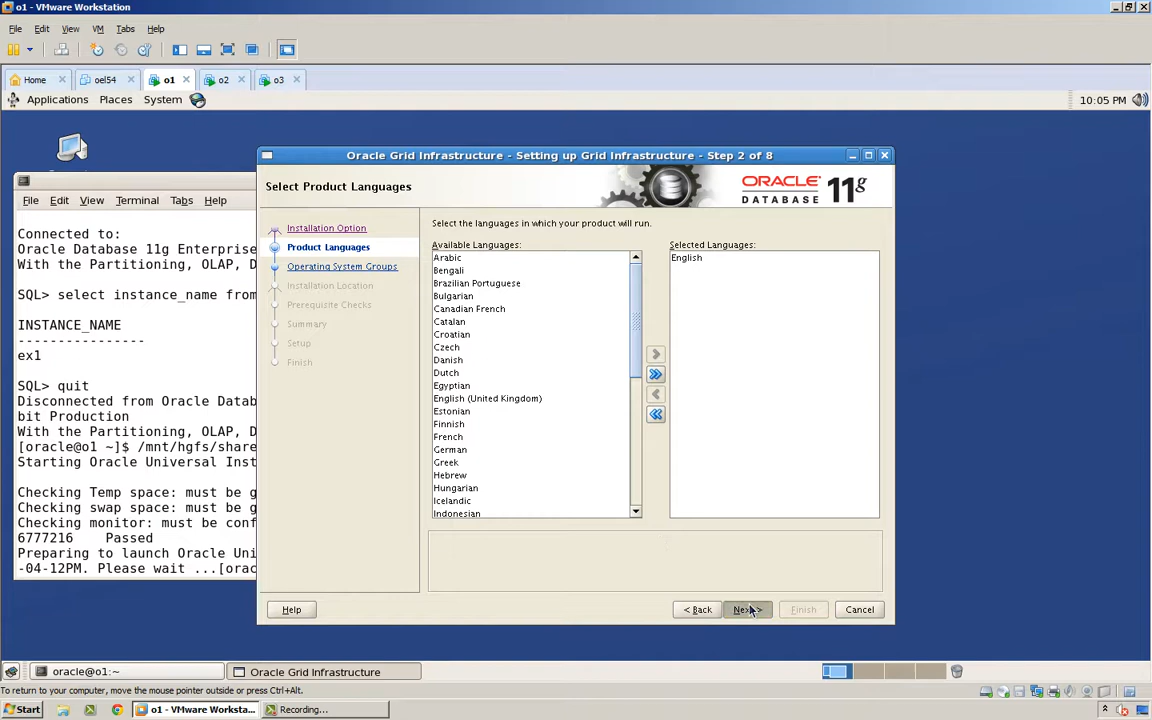 o1 - VMware Workstation
File Edit View VM Tabs Help
Home oel54 o1 o2 o3
Applications Places System 10:05 PM
File Edit View Terminal Tabs Help
Connected to:
Oracle Database 11g Enterpris
With the Partitioning, OLAP, D
SQL> select instance_name from
INSTANCE_NAME
----------------
ex1
SQL> quit
Disconnected from Oracle Datab
bit Production
With the Partitioning, OLAP, D
[oracle@o1 ~]$ /mnt/hgfs/share
Starting Oracle Universal Inst
Checking Temp space: must be g
Checking swap space: must be g
Checking monitor: must be conf
6777216 Passed
Preparing to launch Oracle Uni
-04-12PM. Please wait ...[orac
Oracle Grid Infrastructure - Setting up Grid Infrastructure - Step 2 of 8
Select Product Languages
ORACLE 11g
DATABASE
Installation Option
Product Languages
Operating System Groups
Installation Location
Prerequisite Checks
Summary
Setup
Finish
Select the languages in which your product will run.
Available Languages:
Arabic
Bengali
Brazilian Portuguese
Bulgarian
Canadian French
Catalan
Croatian
Czech
Danish
Dutch
Egyptian
English (United Kingdom)
Estonian
Finnish
French
German
Greek
Hebrew
Hungarian
Icelandic
Indonesian
Selected Languages:
English
Help < Back Next > Finish Cancel
oracle@o1:~ Oracle Grid Infrastructure
To return to your computer, move the mouse pointer outside or press Ctrl+Alt.
Start o1 - VMware Worksta... Recording...